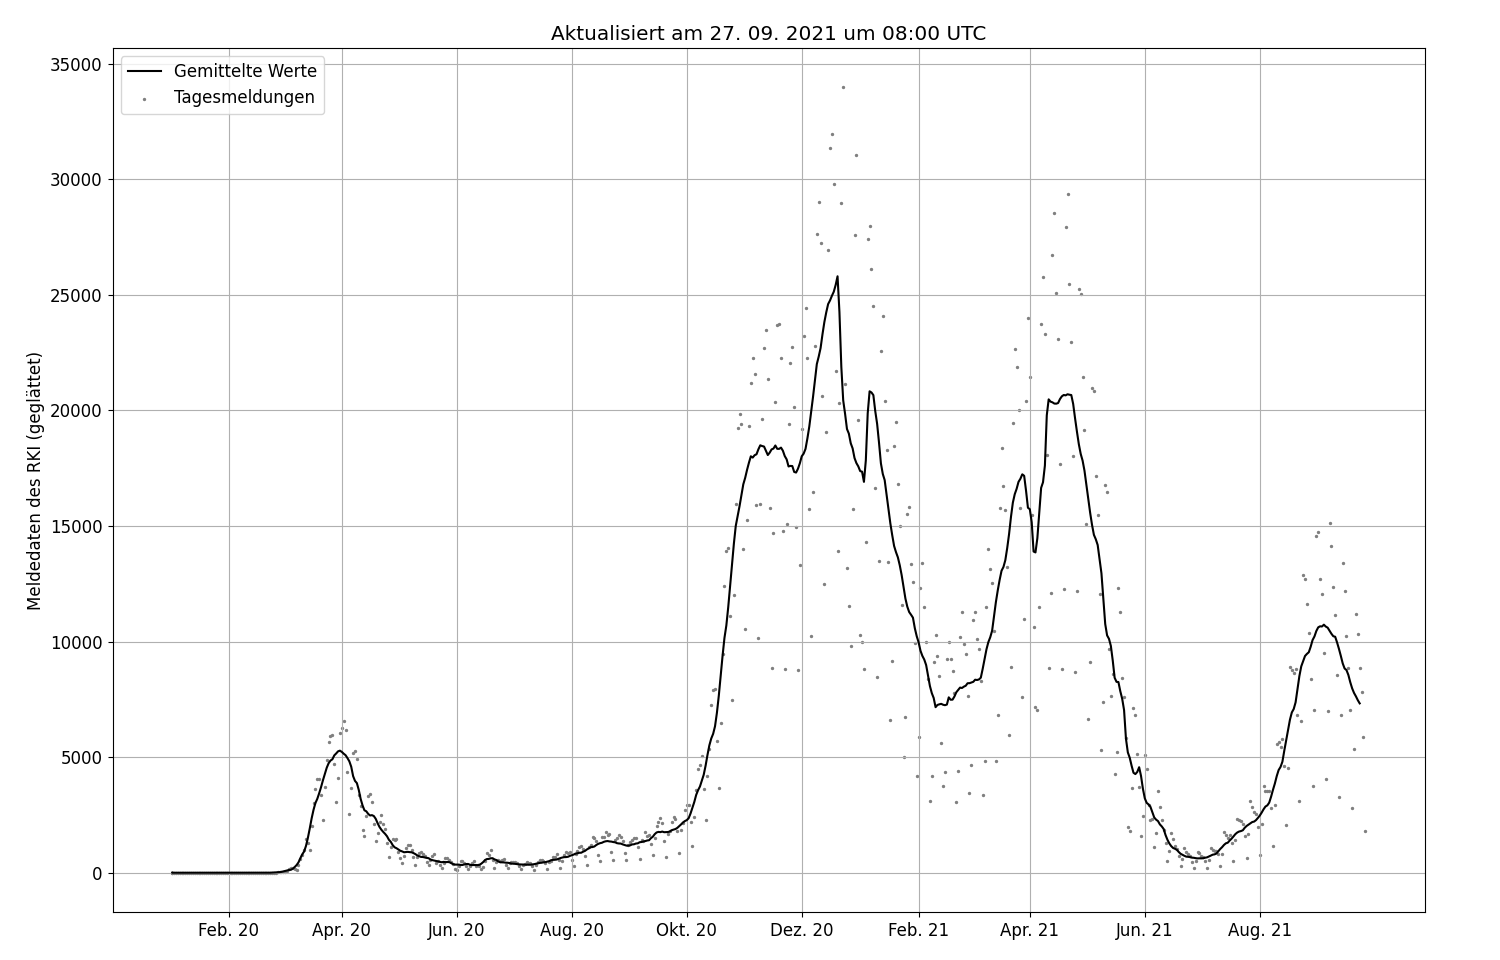 Aktualisiert am 27. 09. 2021 um 08:00 UTC
Gemittelte Werte
Tagesmeldungen
Meldedaten des RKI (geglättet)
35000
30000
25000
20000
15000
10000
5000
0
Feb. 20 Apr. 20 Jun. 20 Aug. 20 Okt. 20 Dez. 20 Feb. 21 Apr. 21 Jun. 21 Aug. 21